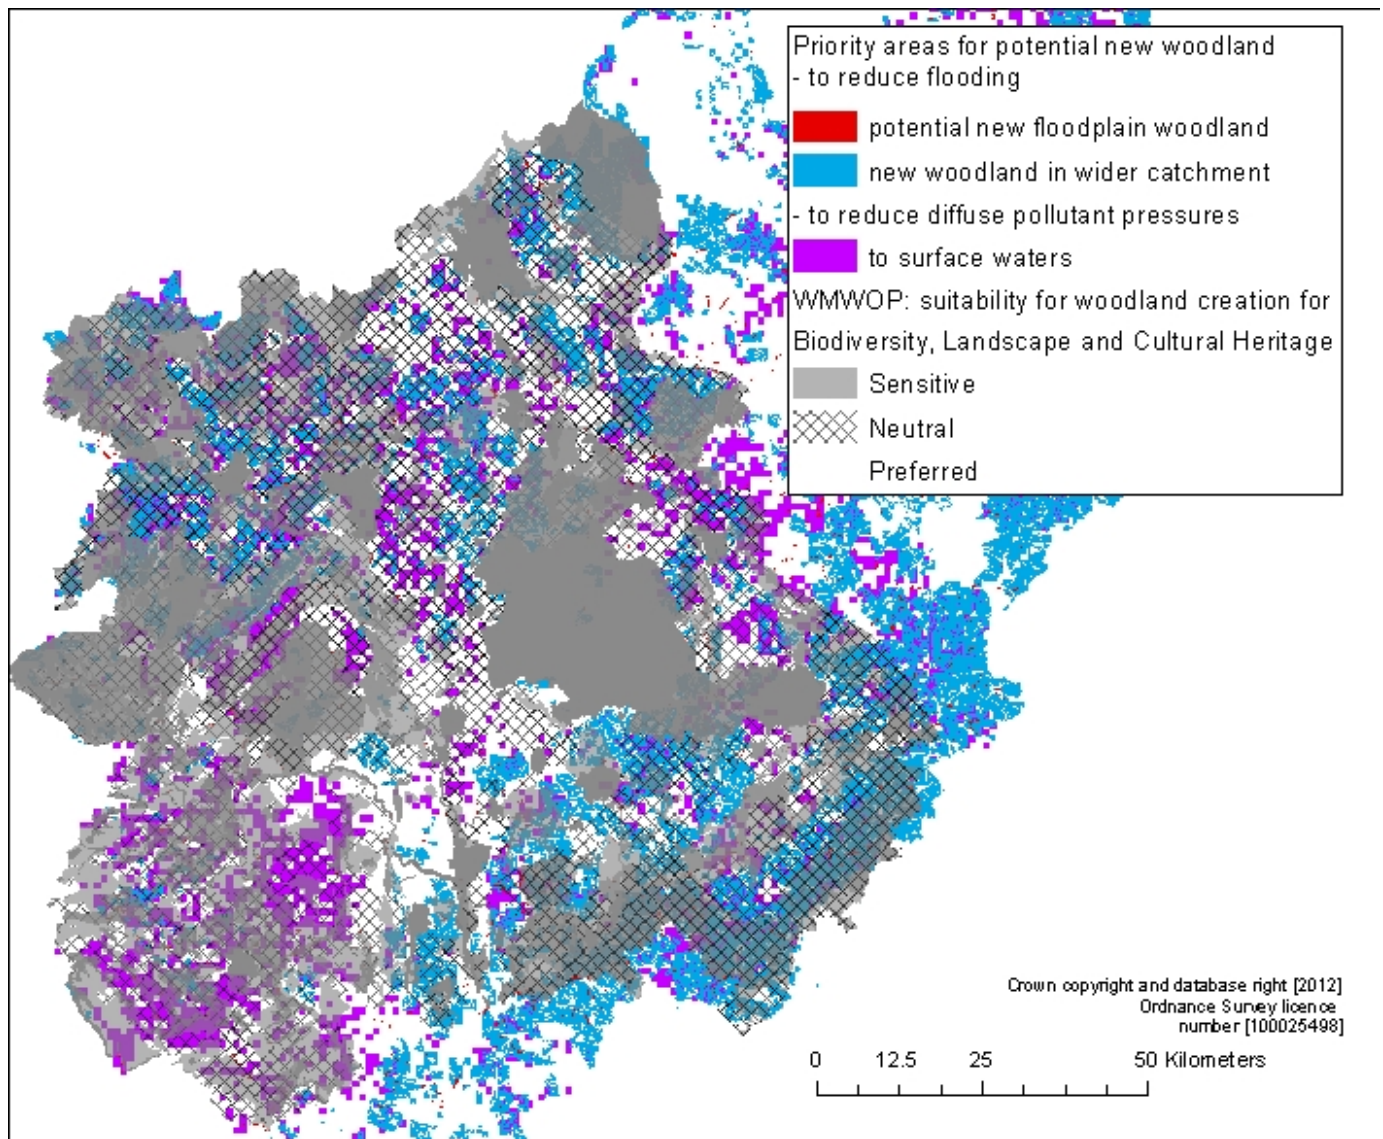 Priority areas for potential new woodland
- to reduce flooding
potential new floodplain woodland
new woodland in wider catchment
- to reduce diffuse pollutant pressures
to surface waters
WMWOP: suitability for woodland creation for
Biodiversity, Landscape and Cultural Heritage
Sensitive
Neutral
Preferred
Crown copyright and database right [2012]
Ordnance Survey licence
number [100025498]
0 12.5 25 50 Kilometers